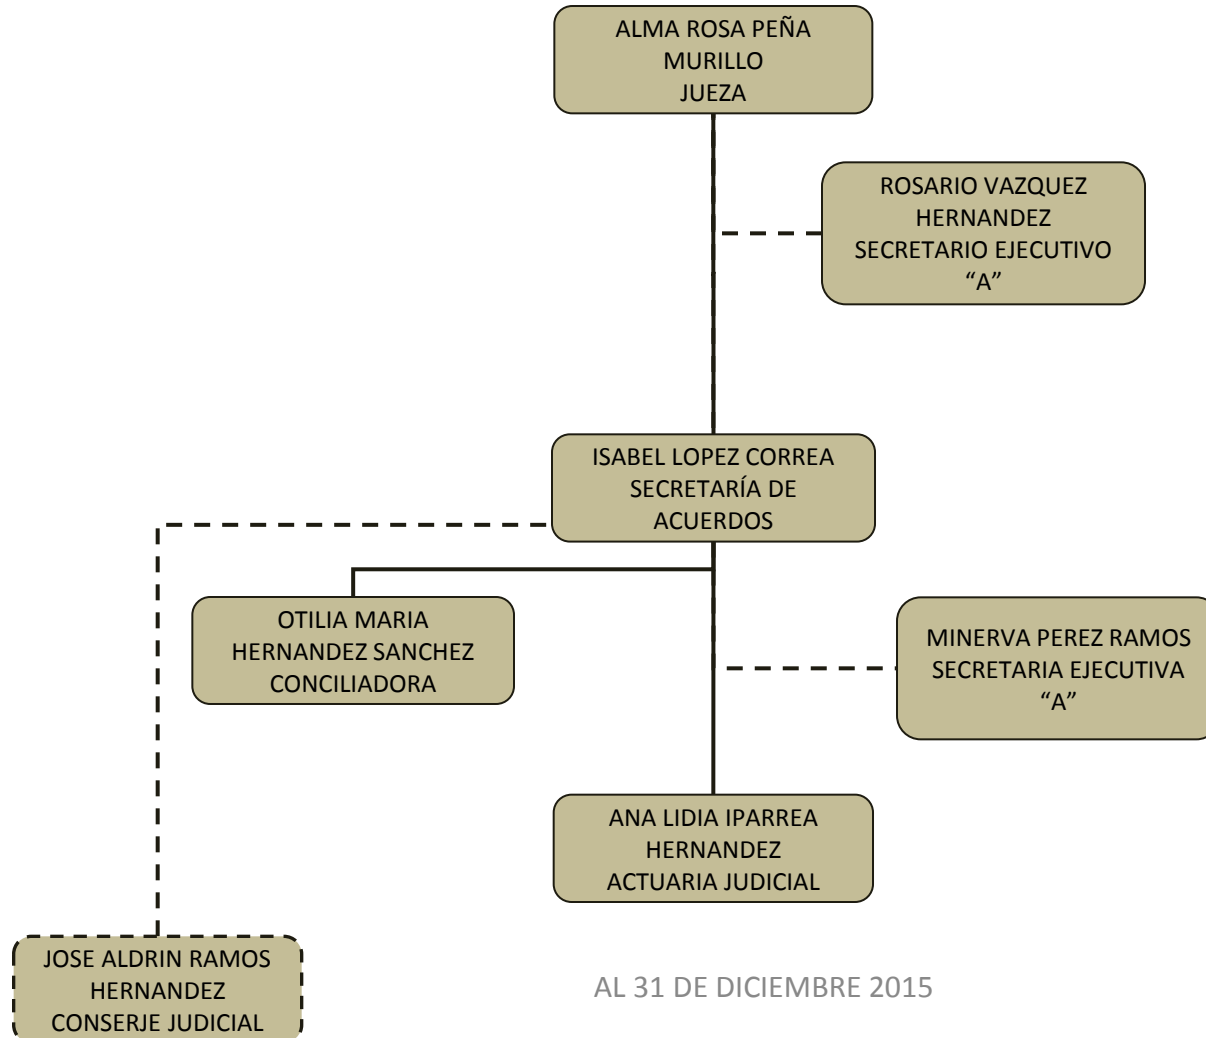 ALMA ROSA PEÑA
MURILLO
JUEZA
ROSARIO VAZQUEZ
HERNANDEZ
SECRETARIO EJECUTIVO
“A”
ISABEL LOPEZ CORREA
SECRETARÍA DE
ACUERDOS
OTILIA MARIA
HERNANDEZ SANCHEZ
CONCILIADORA
MINERVA PEREZ RAMOS
SECRETARIA EJECUTIVA
“A”
ANA LIDIA IPARREA
HERNANDEZ
ACTUARIA JUDICIAL
JOSE ALDRIN RAMOS
HERNANDEZ
CONSERJE JUDICIAL
AL 31 DE DICIEMBRE 2015